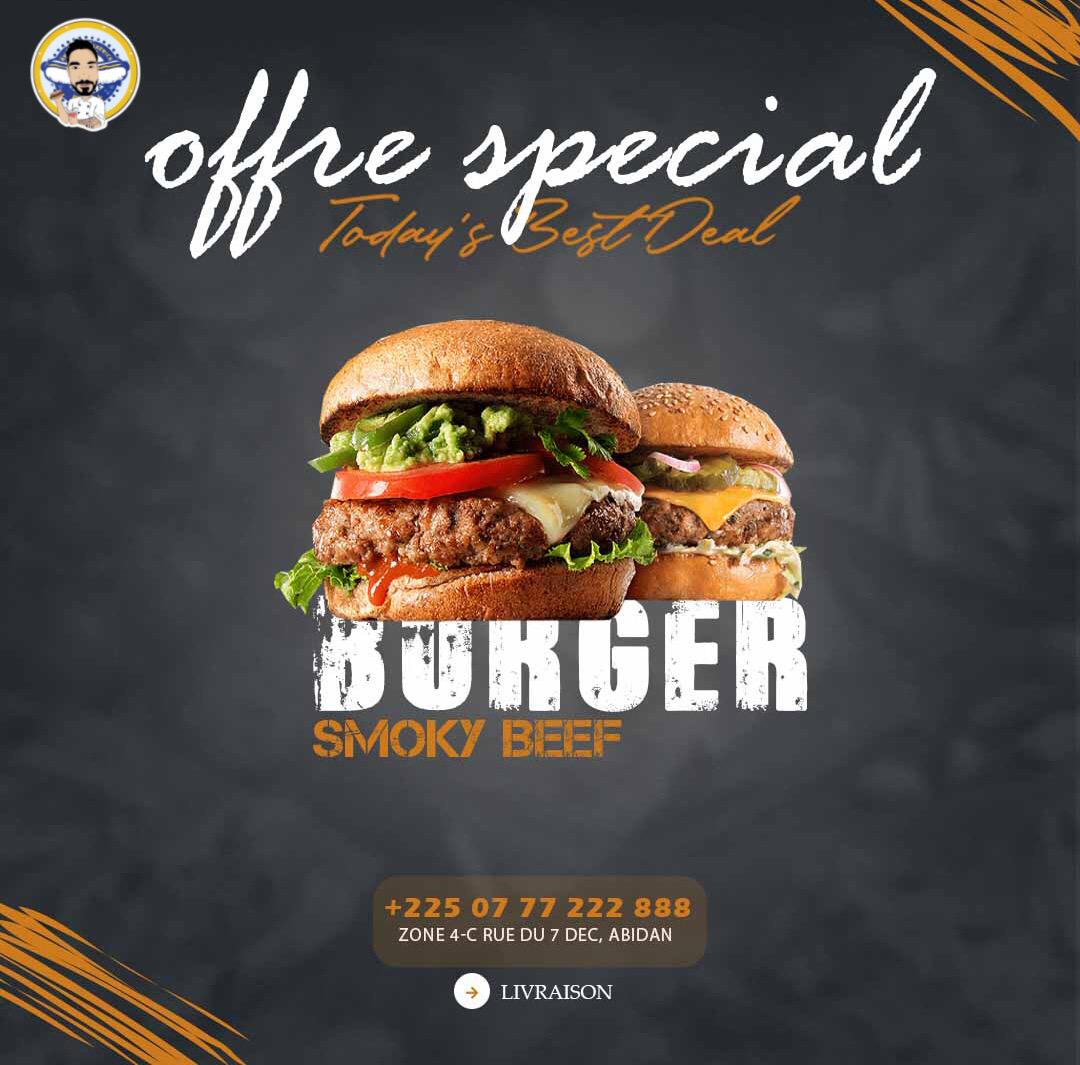 offre special
Today's Best Deal
BURGER
SMOKY BEEF
+225 07 77 222 888
ZONE 4-C RUE DU 7 DEC, ABIDAN
LIVRAISON